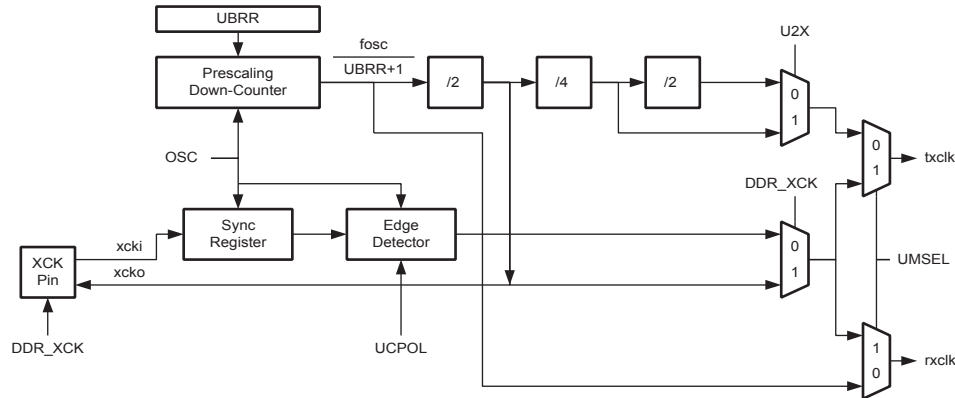 UBRR
fosc
U2X
Prescaling
Down-Counter
UBRR+1
/2
/4
/2
0
1
0
1
txclk
OSC
DDR_XCK
Sync
Register
Edge
Detector
xcki
XCK
Pin
xcko
0
1
UMSEL
DDR_XCK
UCPOL
1
0
rxclk